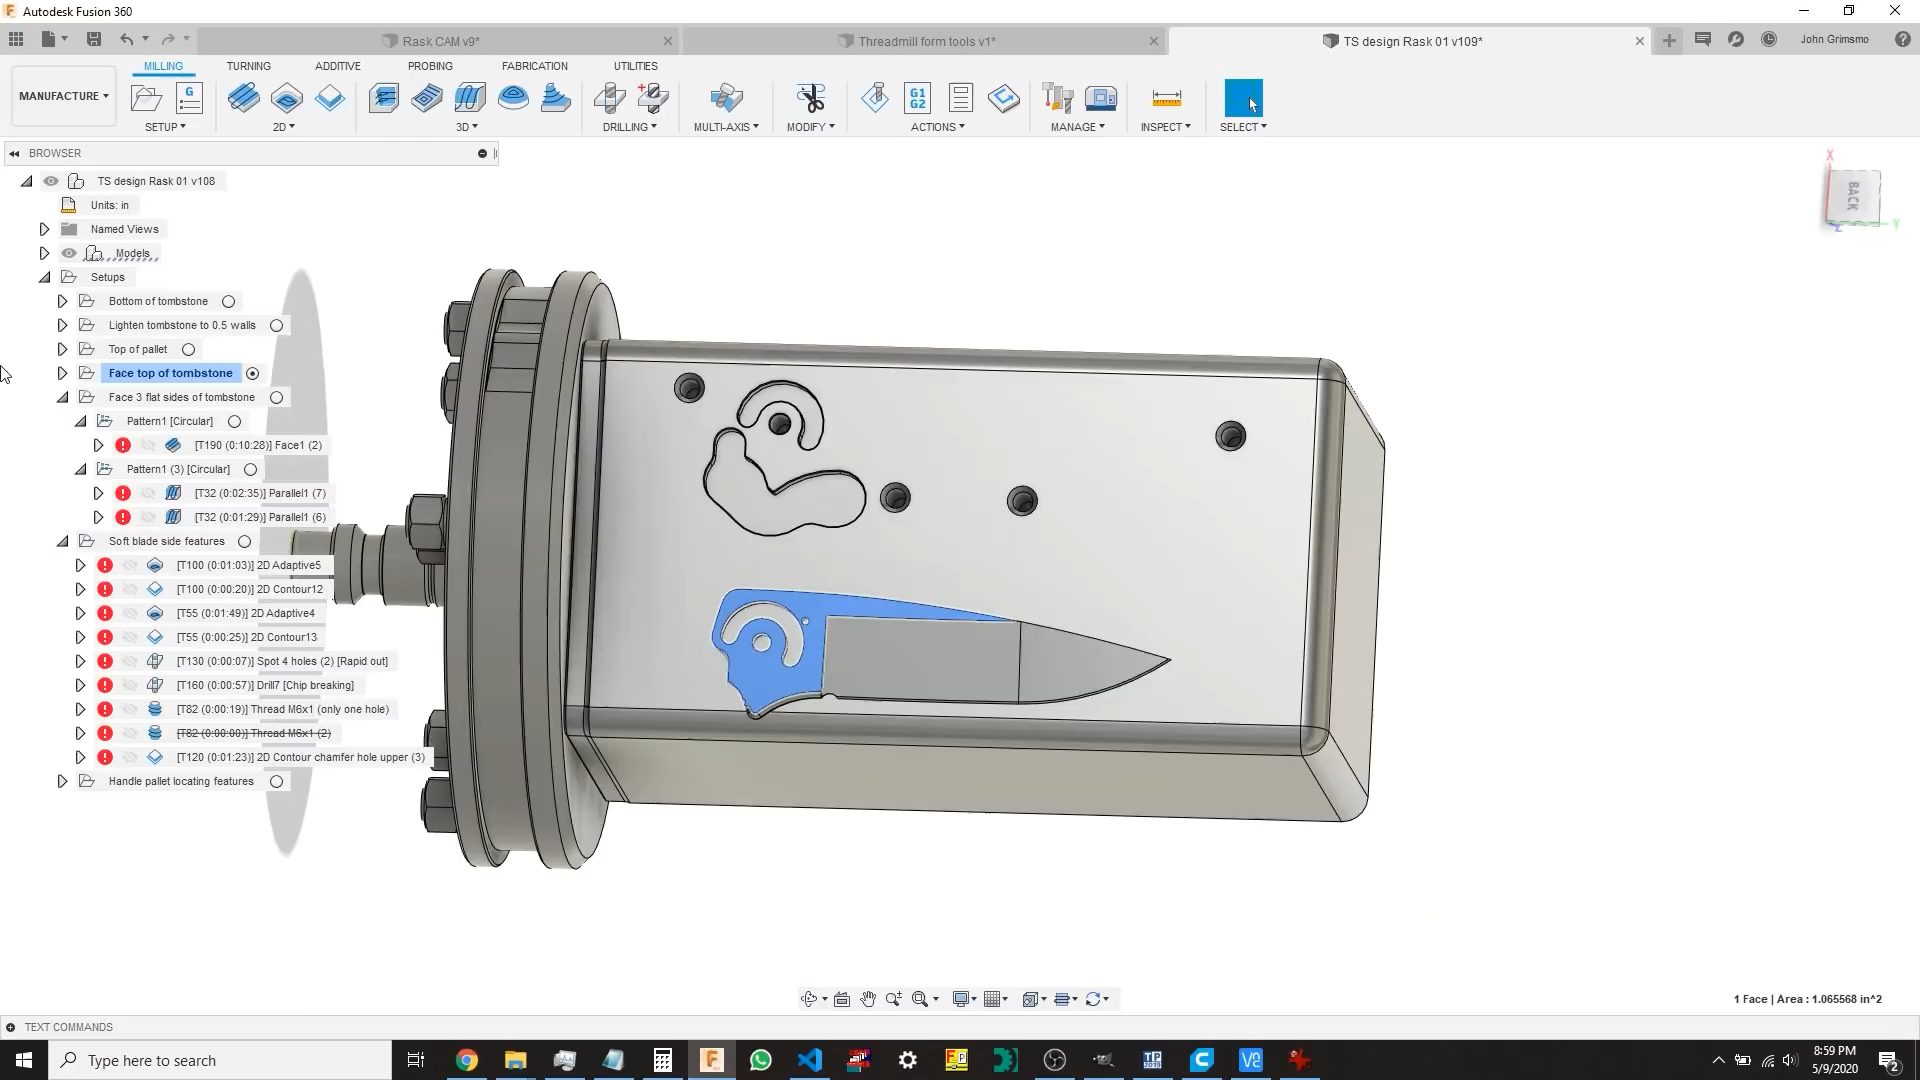 Autodesk Fusion 360
Rask CAM v9*
Threadmill form tools v1*
TS design Rask 01 v109*
John Grimsmo
MILLING TURNING ADDITIVE PROBING FABRICATION UTILITIES
MANUFACTURE
G
G1
G2
SETUP 2D 3D DRILLING MULTI-AXIS MODIFY ACTIONS MANAGE INSPECT SELECT
BROWSER
TS design Rask 01 v108
Units: in
Named Views
Models
Setups
Bottom of tombstone
Lighten tombstone to 0.5 walls
Top of pallet
Face top of tombstone
Face 3 flat sides of tombstone
Pattern1 [Circular]
[T190 (0:10:28)] Face1 (2)
Pattern1 (3) [Circular]
[T32 (0:02:35)] Parallel1 (7)
[T32 (0:01:29)] Parallel1 (6)
Soft blade side features
[T100 (0:01:03)] 2D Adaptive5
[T100 (0:00:20)] 2D Contour12
[T55 (0:01:49)] 2D Adaptive4
[T55 (0:00:25)] 2D Contour13
[T130 (0:00:07)] Spot 4 holes (2) [Rapid out]
[T160 (0:00:57)] Drill7 [Chip breaking]
[T82 (0:00:19)] Thread M6x1 (only one hole)
[T82 (0:00:00)] Thread M6x1 (2)
[T120 (0:01:23)] 2D Contour chamfer hole upper (3)
Handle pallet locating features
X
BACK
Y
Z
1 Face | Area : 1.065568 in^2
TEXT COMMANDS
Type here to search
8:59 PM
5/9/2020
2